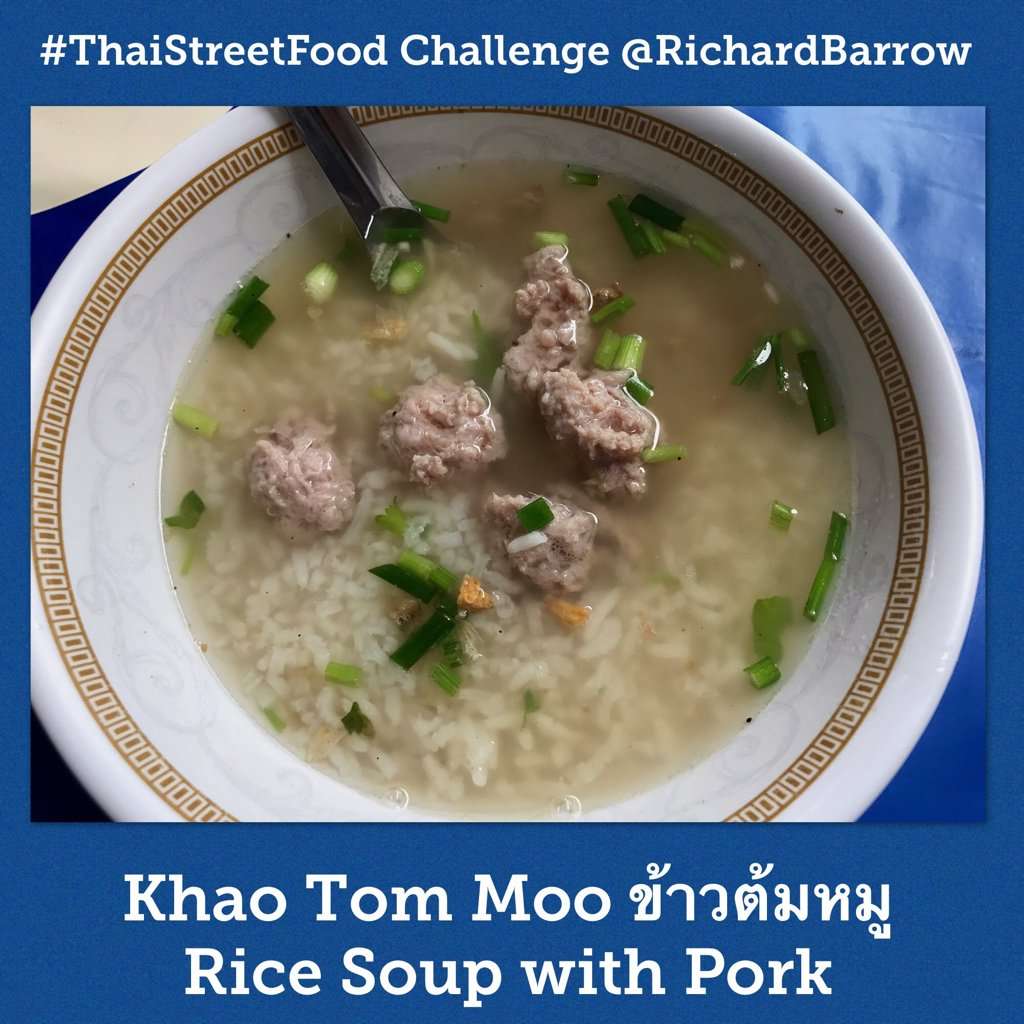 #ThaiStreetFood Challenge @RichardBarrow
Khao Tom Moo ข้าวต้มหมู
Rice Soup with Pork